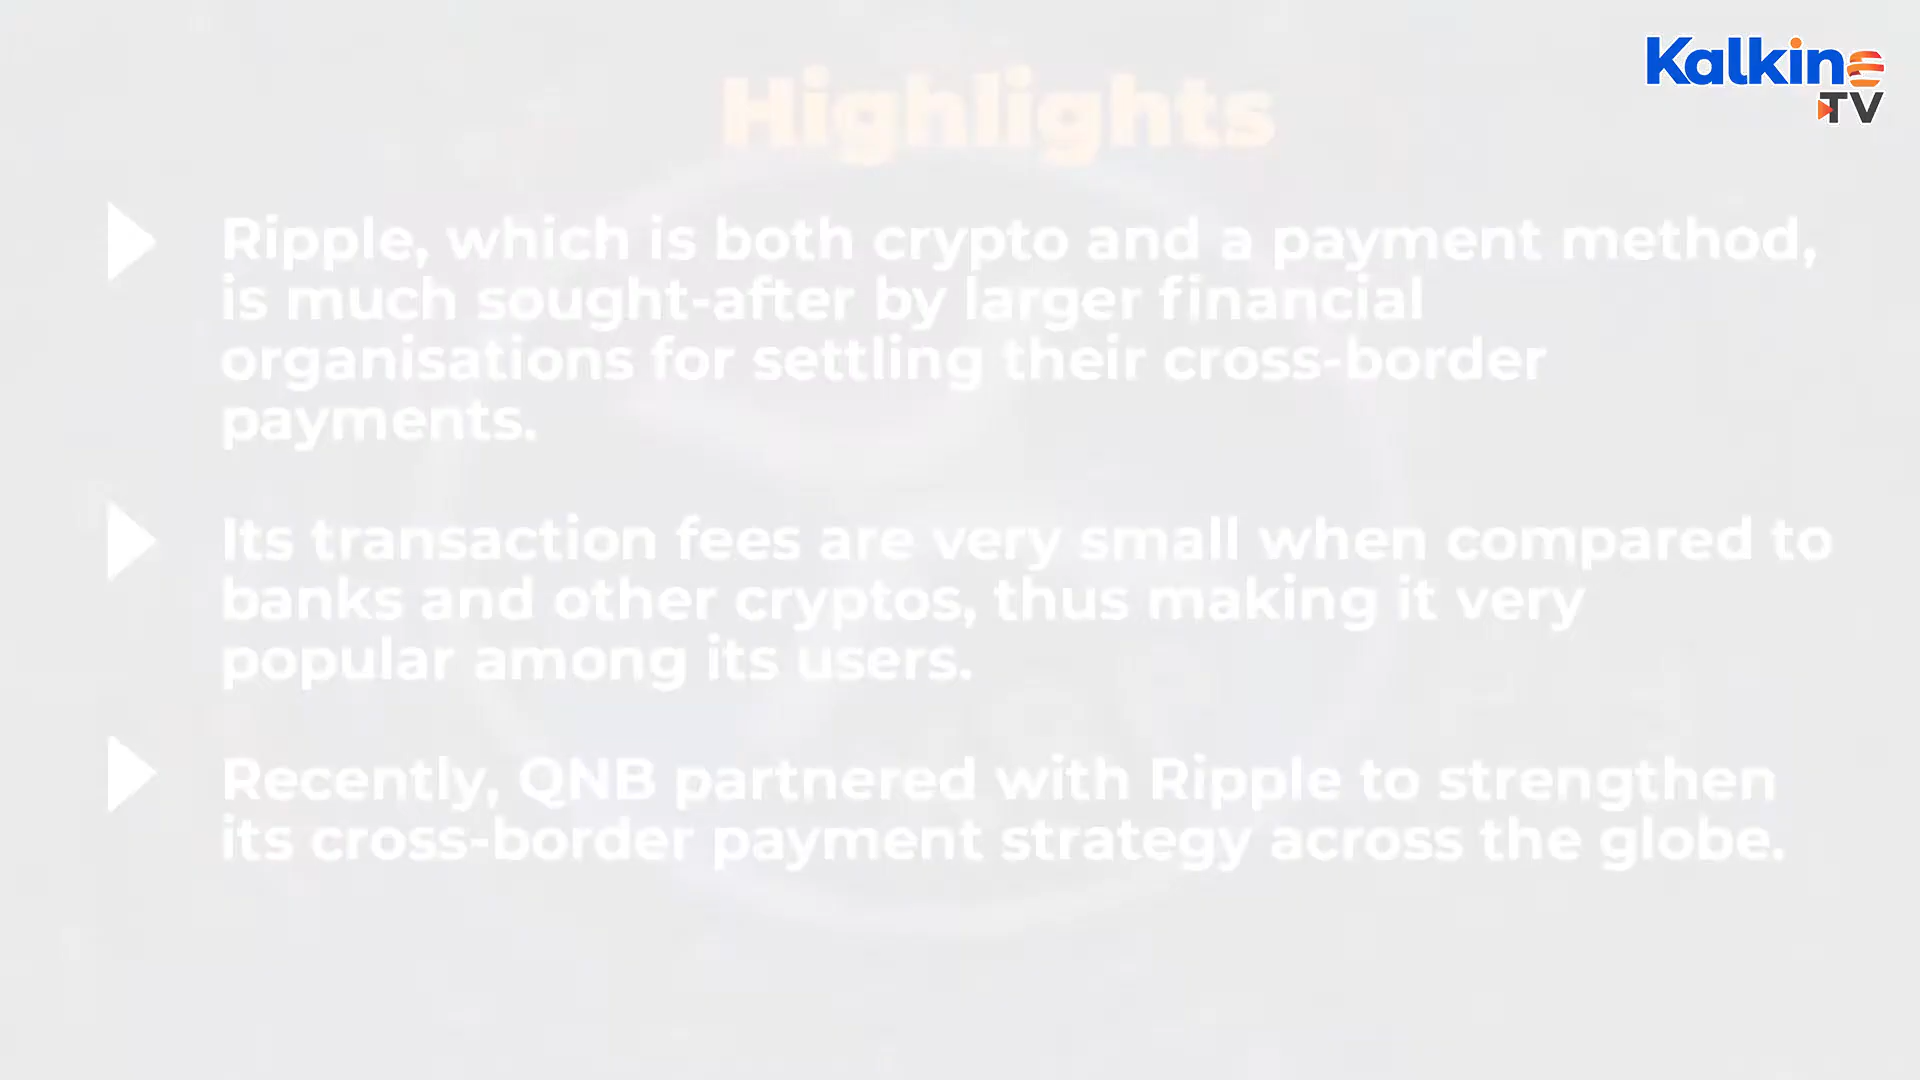 Kalkine
TV
Highlights
Ripple, which is both crypto and a payment method,
is much sought-after by larger financial
organisations for settling their cross-border
payments.
Its transaction fees are very small when compared to
banks and other cryptos, thus making it very
popular among its users.
Recently, QNB partnered with Ripple to strengthen
its cross-border payment strategy across the globe.